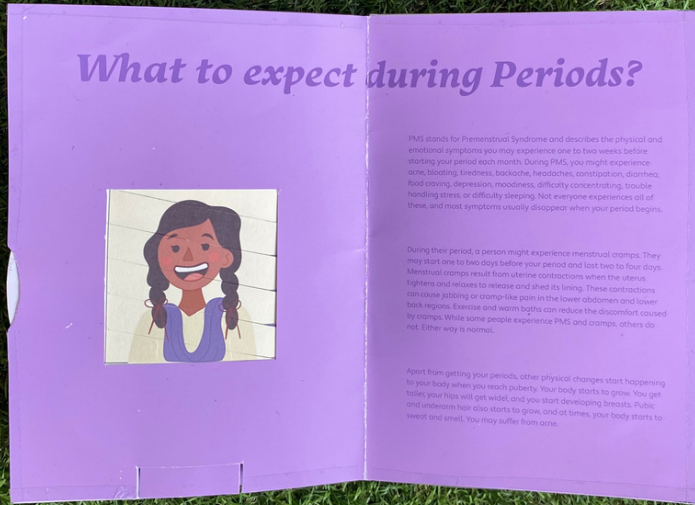 What to expect during Periods?
PMS stands for Premenstrual Syndrome and describes the physical and
emotional symptoms you may experience one to two weeks before
starting your period each month. During PMS, you might experience
acne, bloating, tiredness, backache, headaches, constipation, diarrhea,
food craving, depression, moodiness, difficulty concentrating, trouble
handling stress, or difficulty sleeping. Not everyone experiences all of
these, and most symptoms usually disappear when your period begins.
During their period, a person might experience menstrual cramps. They
may start one to two days before your period and last two to four days.
Menstrual cramps result from uterine contractions when the uterus
tightens and relaxes to release and shed its lining. These contractions
can cause jabbing or cramp-like pain in the lower abdomen and lower
back regions. Exercise and warm baths can reduce the discomfort caused
by cramps. While some people experience PMS and cramps, others do
not. Either way is normal.
Apart from getting your periods, other physical changes start happening
to your body when you reach puberty. Your body starts to grow. You get
taller, your hips will get widel, and you start developing breasts. Pubic
and underarm hair also starts to grow, and at times, your body starts to
sweat and smell. You may suffer from acne.